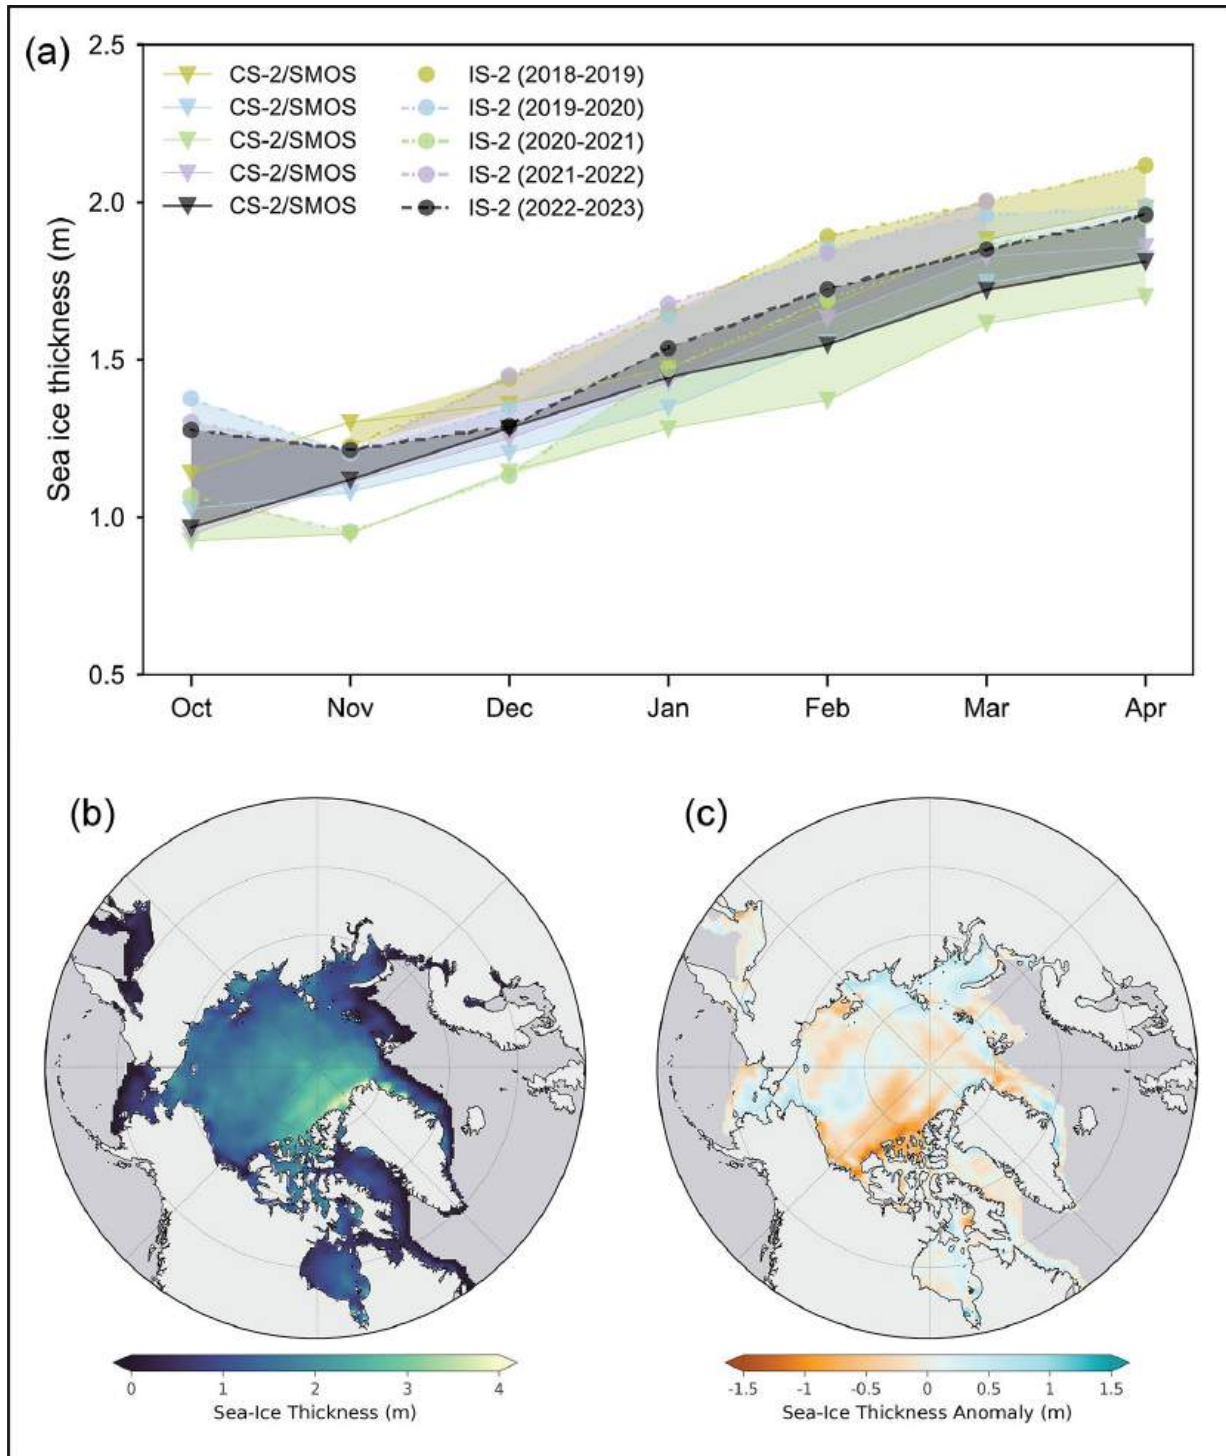 (a)
2.5
2.0
1.5
1.0
0.5
Sea ice thickness (m)
CS-2/SMOS IS-2 (2018-2019)
CS-2/SMOS IS-2 (2019-2020)
CS-2/SMOS IS-2 (2020-2021)
CS-2/SMOS IS-2 (2021-2022)
CS-2/SMOS IS-2 (2022-2023)
Oct Nov Dec Jan Feb Mar Apr
(b)
0 1 2 3 4
Sea-Ice Thickness (m)
(c)
-1.5 -1 -0.5 0 0.5 1 1.5
Sea-Ice Thickness Anomaly (m)